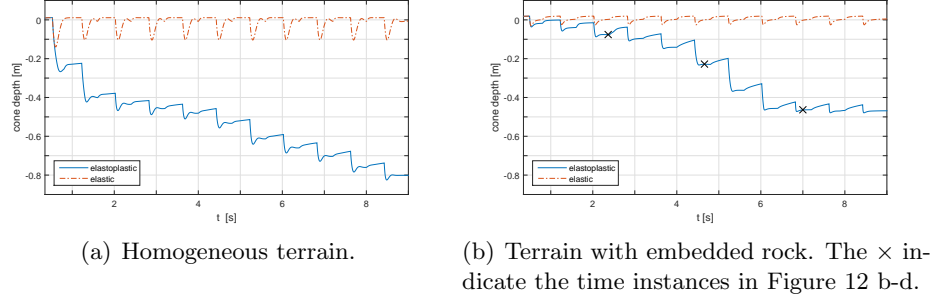 0
-0.2
-0.4
-0.6
-0.8
cone depth [m]
elastoplastic
elastic
2
4
6
8
t [s]
(a) Homogeneous terrain.
0
-0.2
-0.4
-0.6
-0.8
cone depth [m]
elastoplastic
elastic
2
4
6
8
t [s]
(b) Terrain with embedded rock. The × in-
dicate the time instances in Figure 12 b-d.